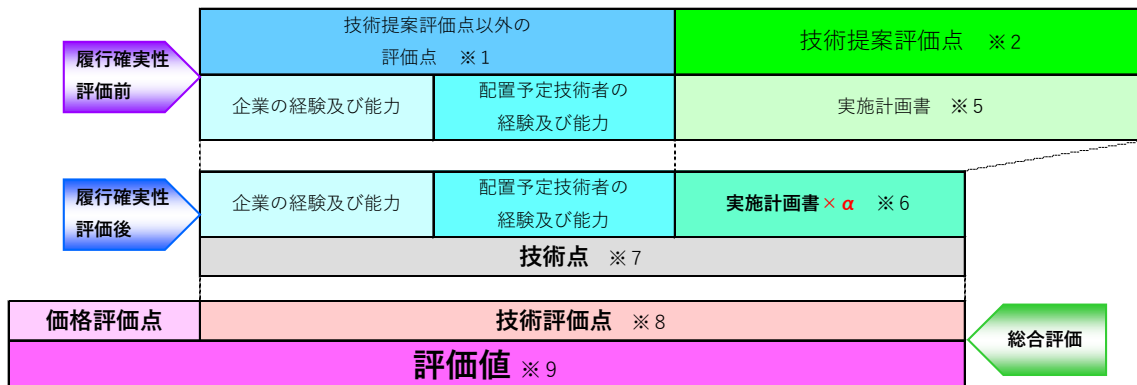 技術提案評価点以外の
評価点 ※1
技術提案評価点 ※2
履行確実性
評価前
企業の経験及び能力
配置予定技術者の
経験及び能力
実施計画書 ※5
履行確実性
評価後
企業の経験及び能力
配置予定技術者の
経験及び能力
実施計画書×α ※6
技術点 ※7
価格評価点
技術評価点 ※8
総合評価
評価値 ※9